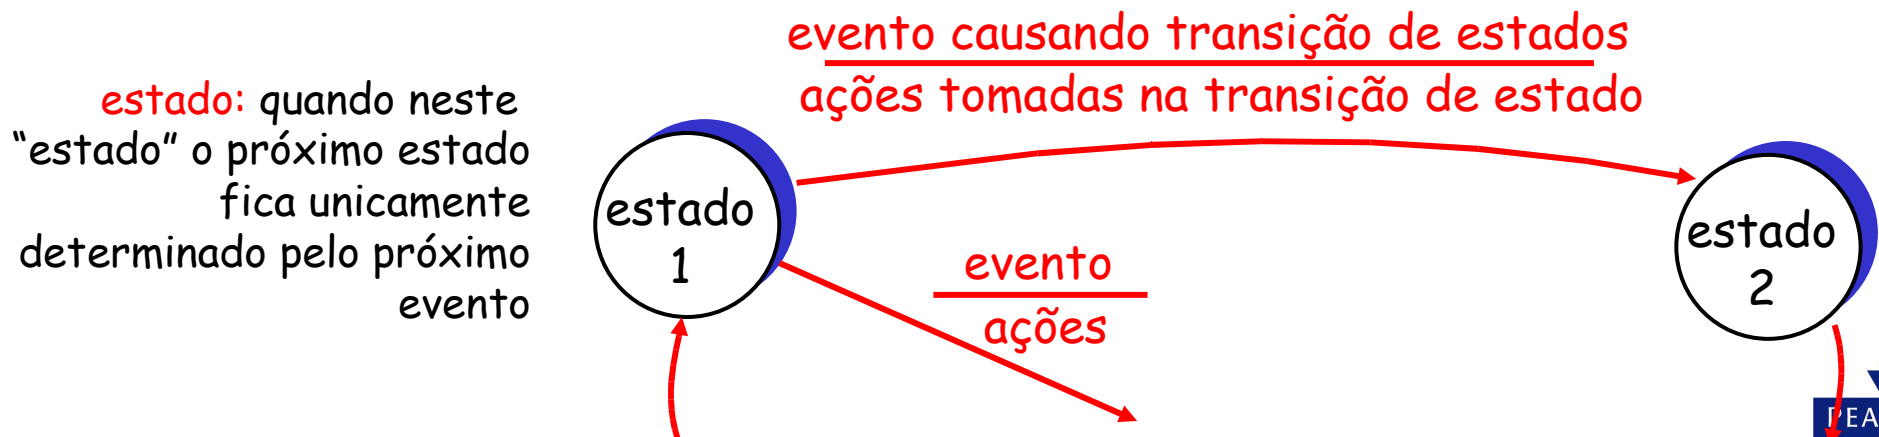 estado: quando neste
“estado” o próximo estado
fica unicamente
determinado pelo próximo
evento
evento causando transição de estados
ações tomadas na transição de estado
estado
1
evento
ações
estado
2